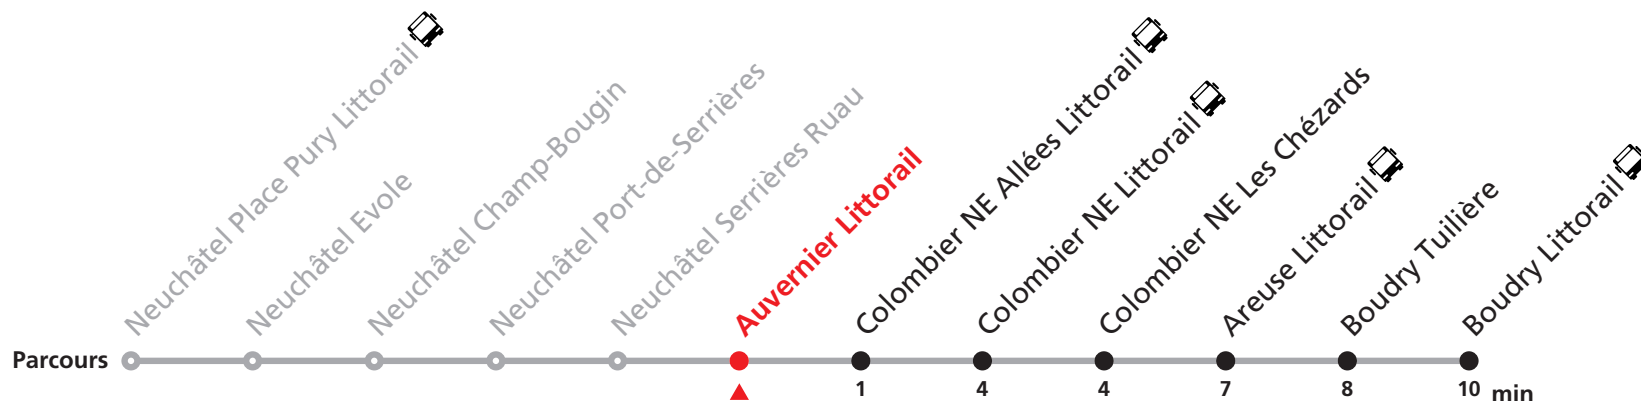 Neuchâtel Place Pury Littorail
Neuchâtel Evole
Neuchâtel Champ-Bougin
Neuchâtel Port-de-Serrières
Neuchâtel Serrières Ruau
Auvernier Littorail
Colombier NE Allées Littorail
Colombier NE Littorail
Colombier NE Les Chézards
Areuse Littorail
Boudry Tuilière
Boudry Littorail
Parcours
1 4 4 7 8 10 min